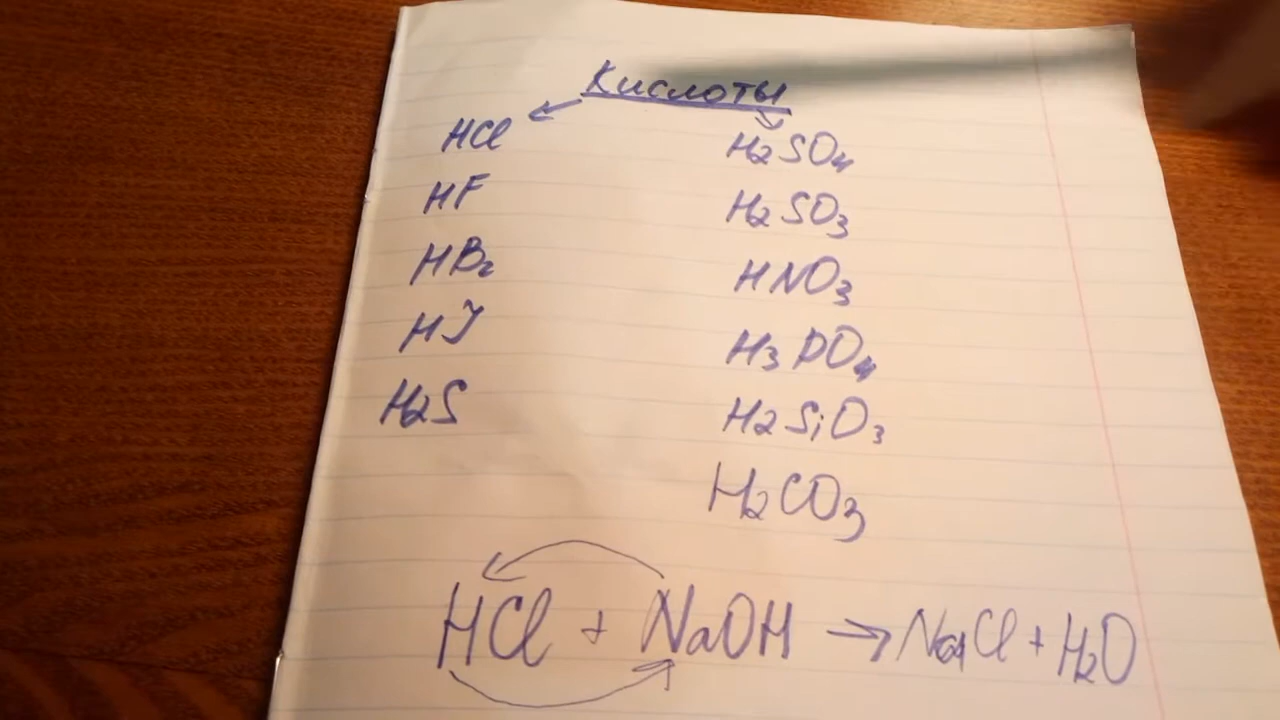 Кислоты
HCl H₂SO₄
HF H₂SO₃
HBr HNO₃
HJ H₃PO₄
H₂S H₂SiO₃
H₂CO₃
HCl + NaOH → NaCl + H₂O